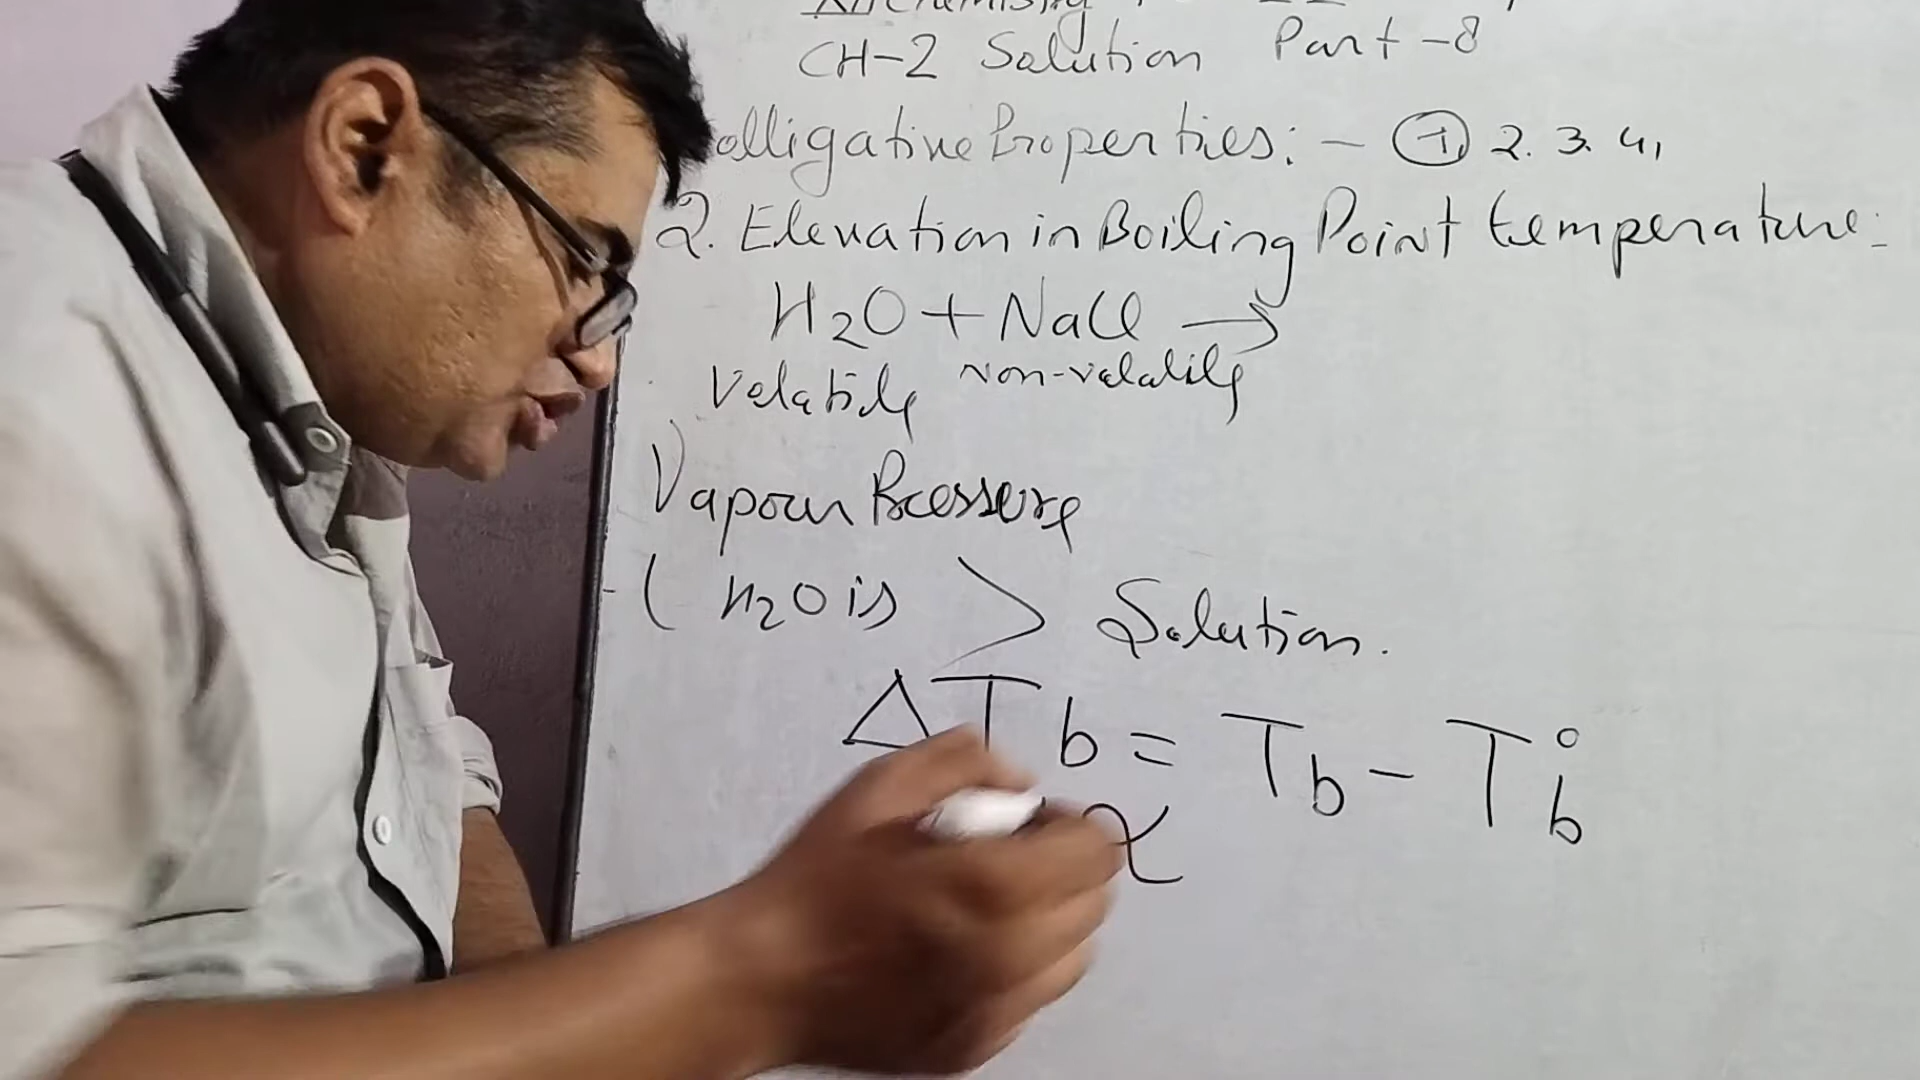 CH-2 Solution Part-8
olligative Properties:- 1, 2. 3. 4,
2. Elevation in Boiling Point temperature:
H2O + NaCl →
Volatile non-volatile
Vapour Pressure
( H2O is > Solution.
ΔTb = Tb - T°b
∝